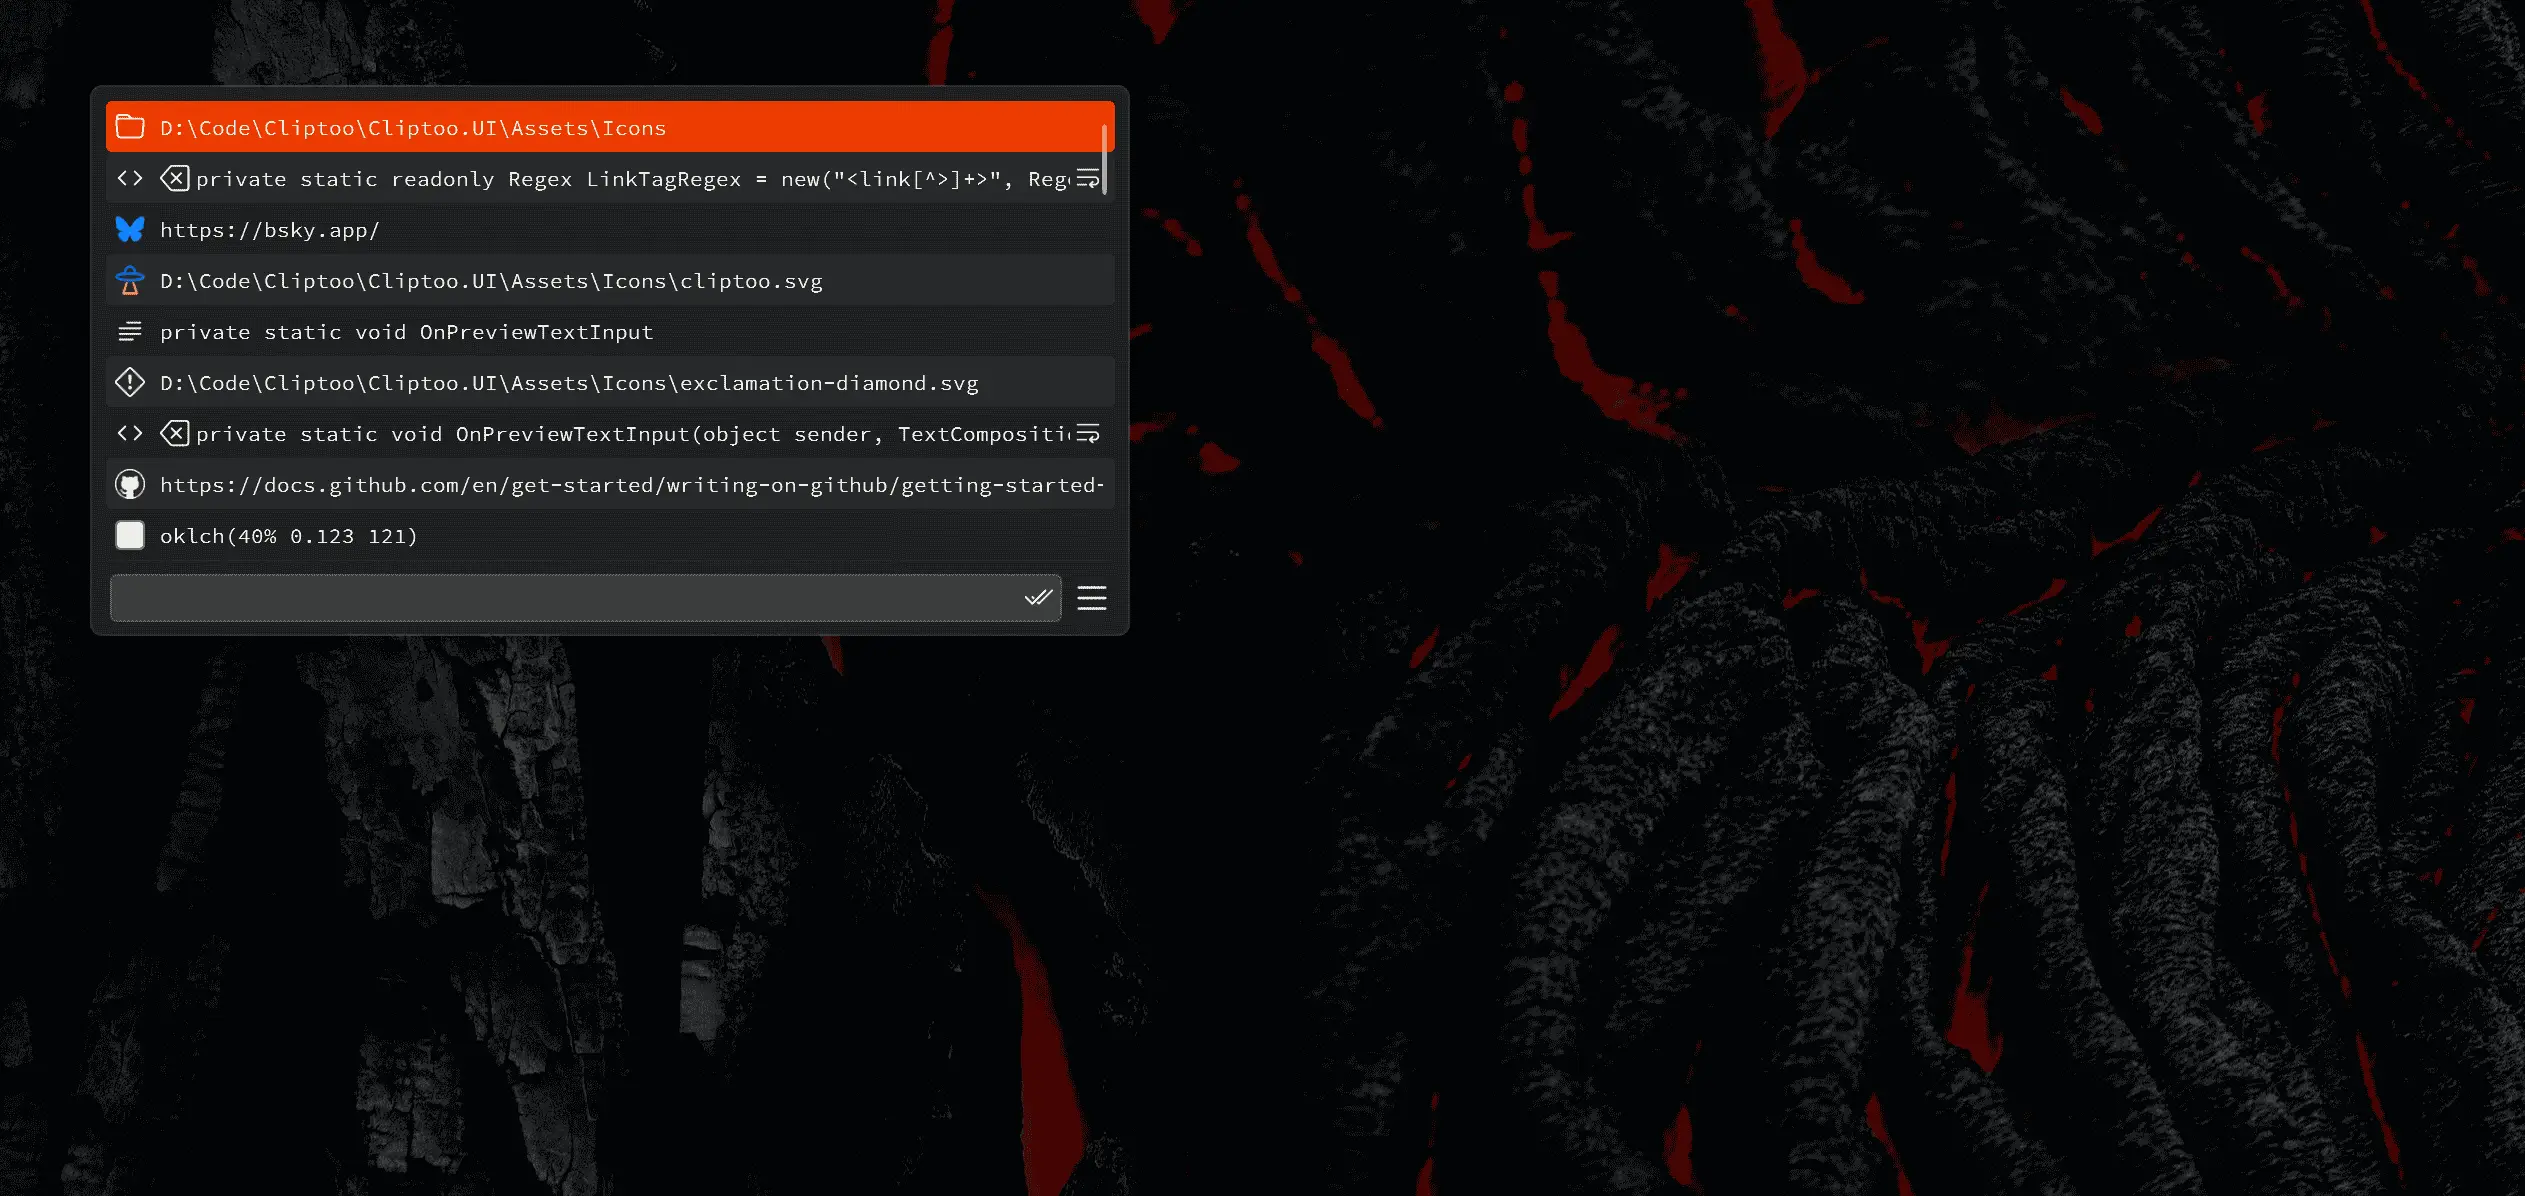 D:\Code\Cliptoo\Cliptoo.UI\Assets\Icons
private static readonly Regex LinkTagRegex = new("<link[^>]+>", Reg
https://bsky.app/
D:\Code\Cliptoo\Cliptoo.UI\Assets\Icons\cliptoo.svg
private static void OnPreviewTextInput
D:\Code\Cliptoo\Cliptoo.UI\Assets\Icons\exclamation-diamond.svg
private static void OnPreviewTextInput(object sender, TextCompositi
https://docs.github.com/en/get-started/writing-on-github/getting-started-
oklch(40% 0.123 121)